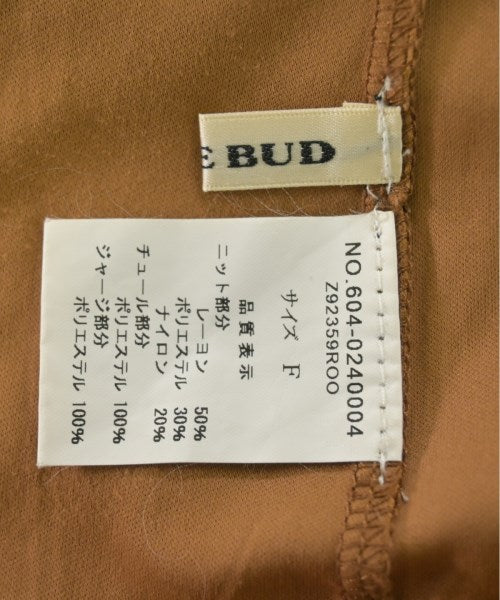 E BUD
NO.604-0240004
Z92359R00
サイズ F
品質表示
ニット部分
レーヨン 50%
ポリエステル 30%
ナイロン 20%
チュール部分
ポリエステル 100%
ジャージ部分
ポリエステル 100%